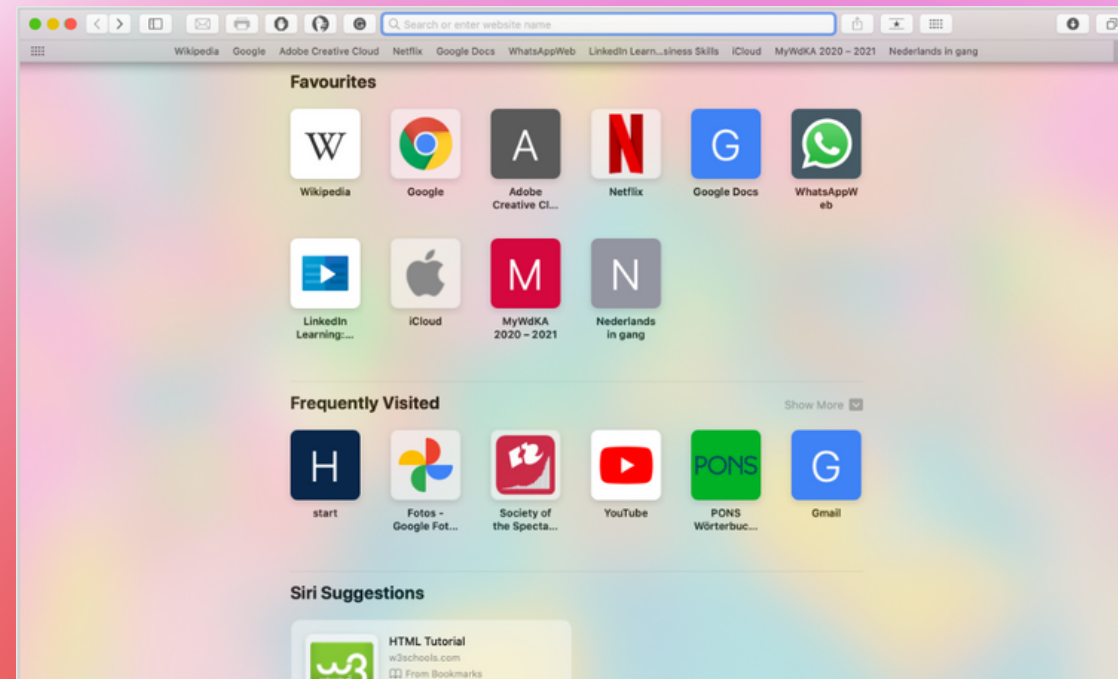 Search or enter website name
Wikipedia Google Adobe Creative Cloud Netflix Google Docs WhatsAppWeb LinkedIn Learn...siness Skills iCloud MyWdKA 2020 – 2021 Nederlands in gang
Favourites
W
A
N
G
Wikipedia
Google
Adobe
Creative Cl...
Netflix
Google Docs
WhatsAppW
eb
M
N
LinkedIn
Learning:...
iCloud
MyWdKA
2020 – 2021
Nederlands
in gang
Frequently Visited
Show More
H
PONS
G
start
Fotos -
Google Fot...
Society of
the Specta...
YouTube
PONS
Wörterbuc...
Gmail
Siri Suggestions
w3
HTML Tutorial
w3schools.com
From Bookmarks